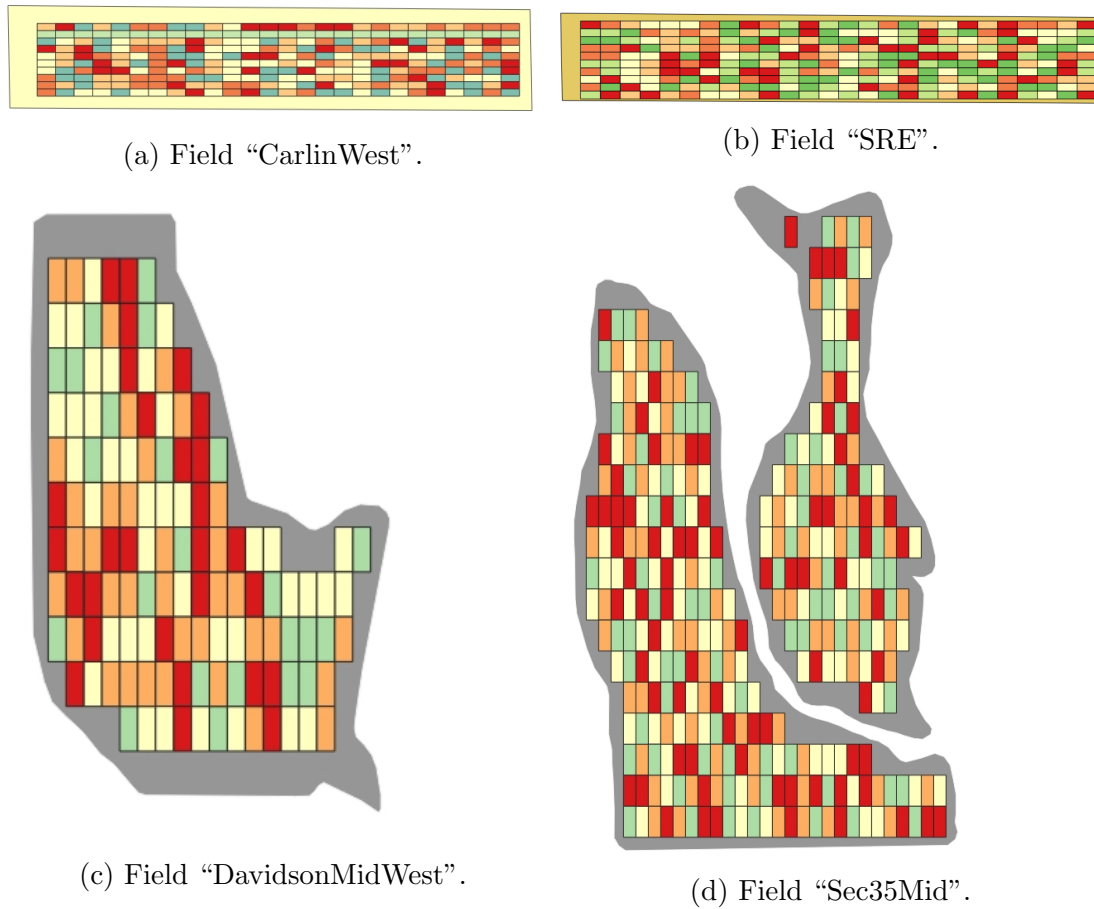 (a) Field “CarlinWest”.
(b) Field “SRE”.
(c) Field “DavidsonMidWest”.
(d) Field “Sec35Mid”.